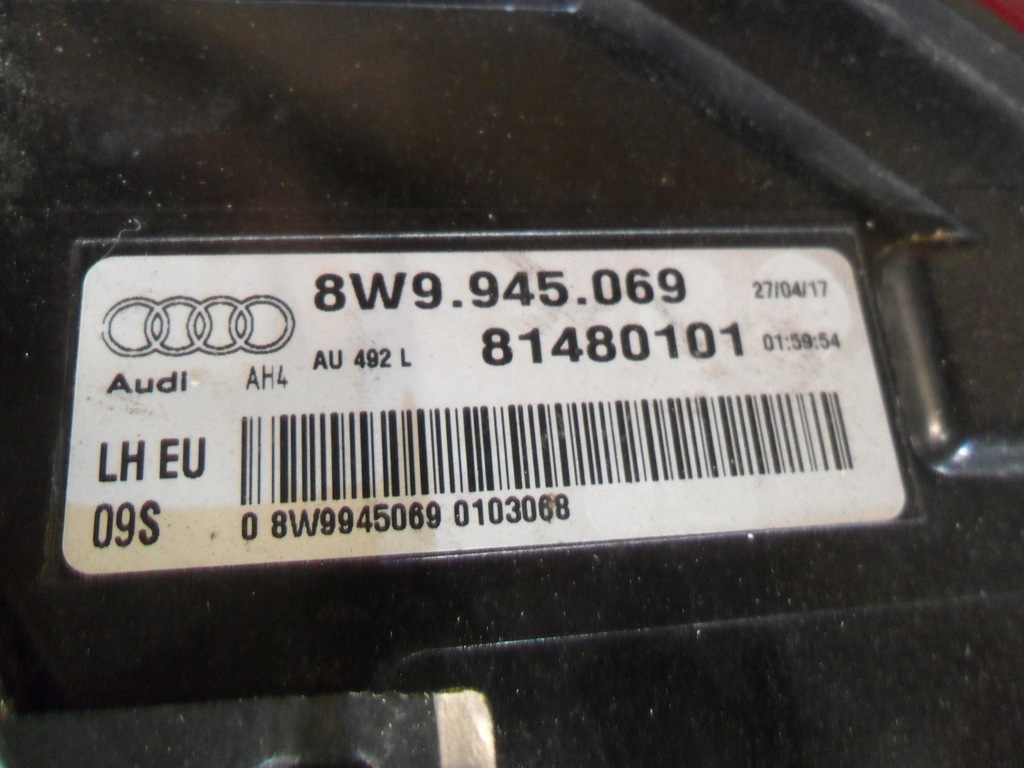 8W9.945.069 27/04/17
AU 492 L 81480101 01:59:54
Audi AH4
LH EU
09S
0 8W9945069 0103068